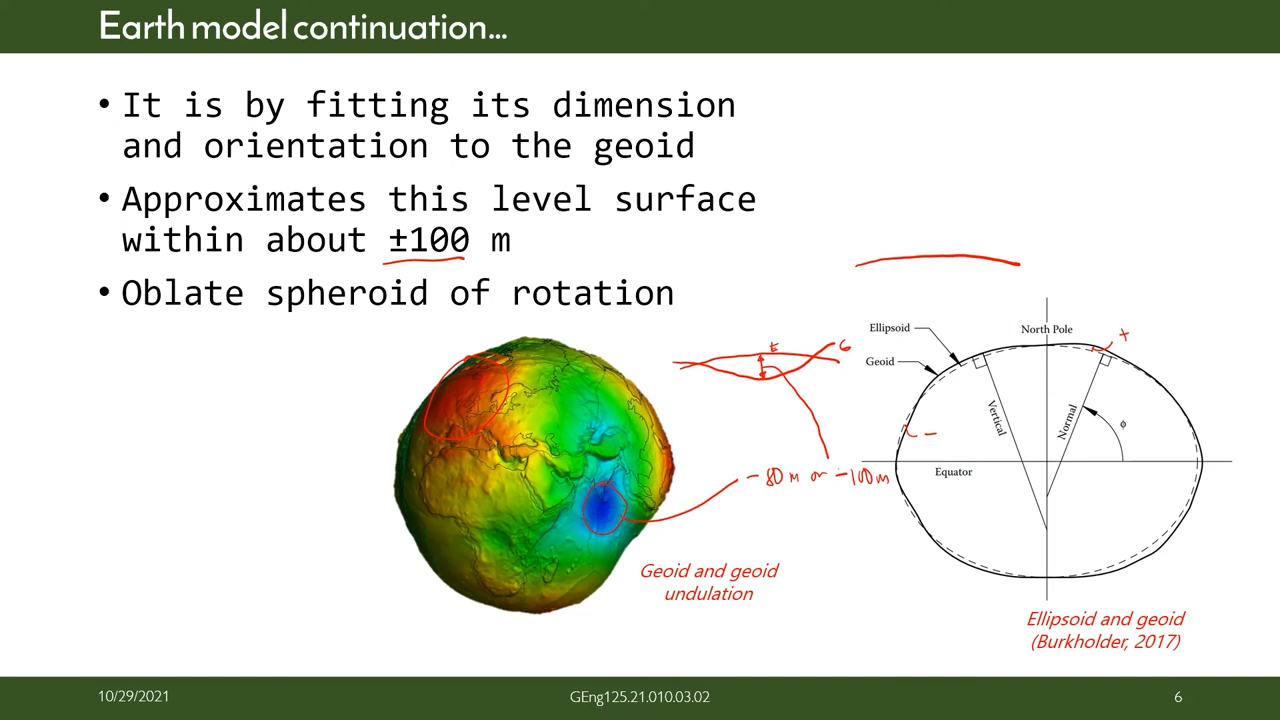 Earth model continuation...
• It is by fitting its dimension
and orientation to the geoid
• Approximates this level surface
within about ±100 m
• Oblate spheroid of rotation
Ellipsoid
North Pole
Geoid
+
E
G
Vertical
Normal
ϕ
–
Equator
-80m or -100m
Geoid and geoid
undulation
Ellipsoid and geoid
(Burkholder, 2017)
10/29/2021
GEng125.21.010.03.02
6